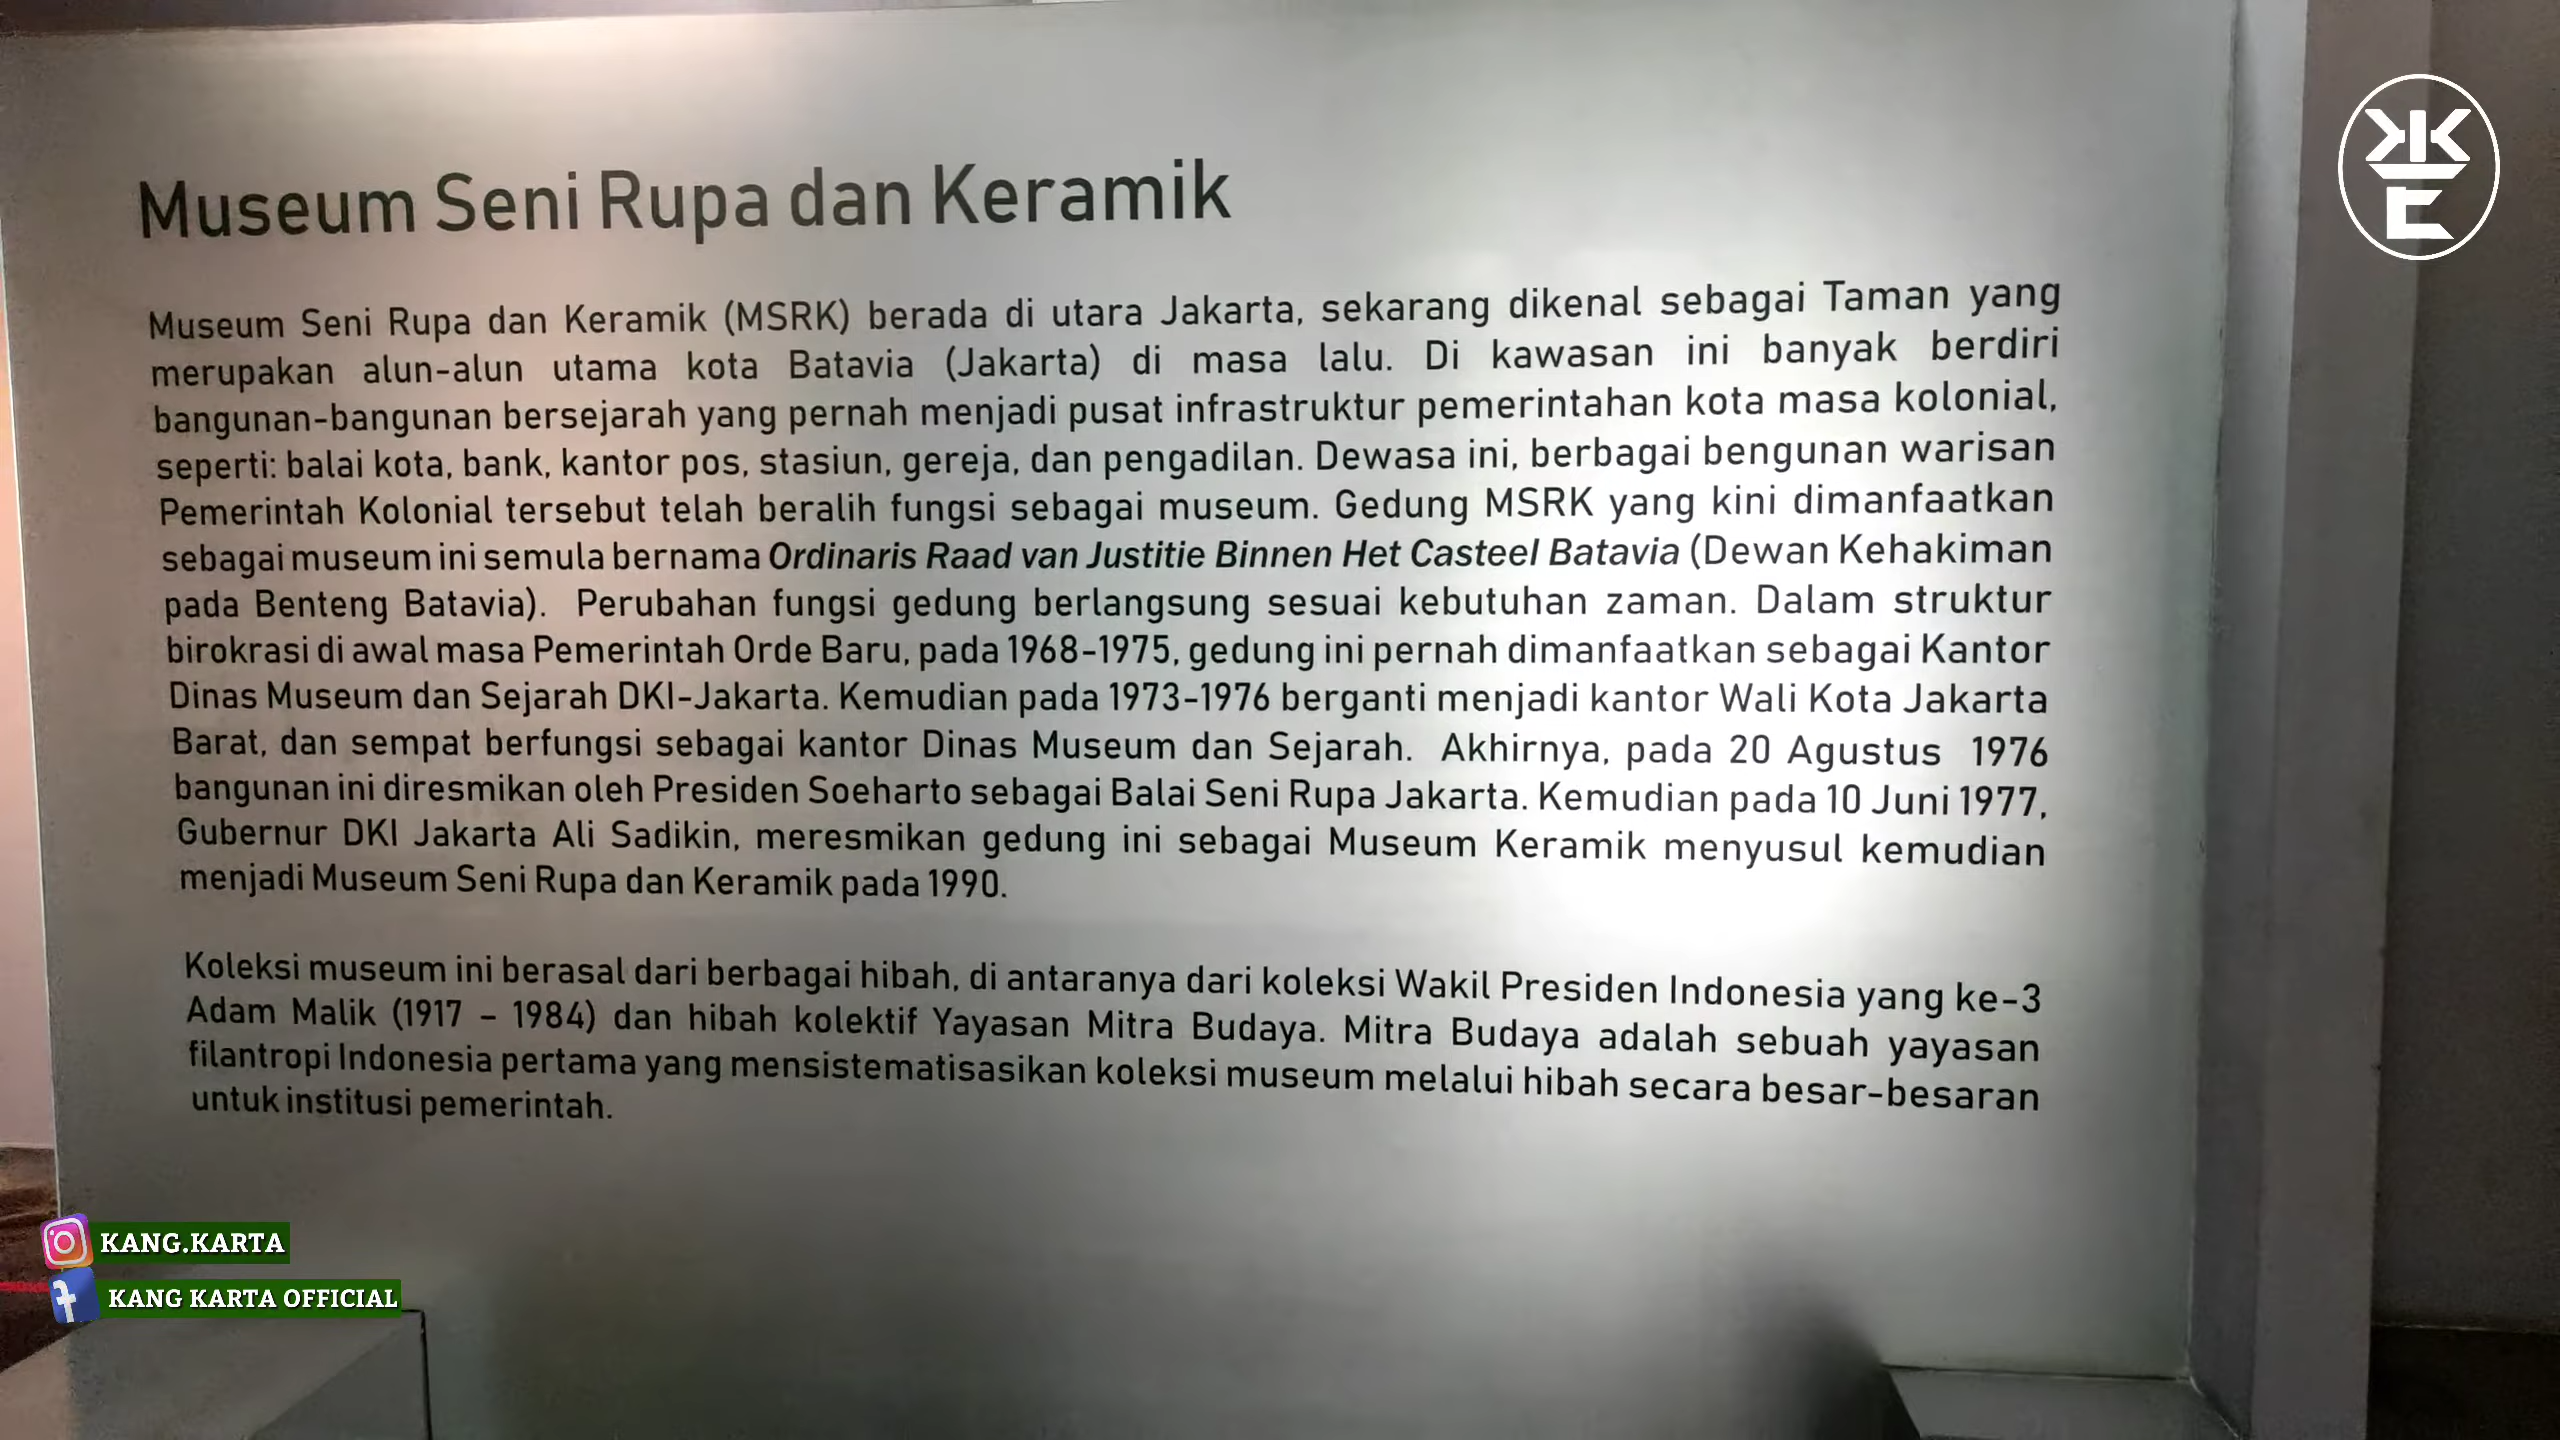 Museum Seni Rupa dan Keramik
Museum Seni Rupa dan Keramik (MSRK) berada di utara Jakarta, sekarang dikenal sebagai Taman yang
merupakan alun-alun utama kota Batavia (Jakarta) di masa lalu. Di kawasan ini banyak berdiri
bangunan-bangunan bersejarah yang pernah menjadi pusat infrastruktur pemerintahan kota masa kolonial,
seperti: balai kota, bank, kantor pos, stasiun, gereja, dan pengadilan. Dewasa ini, berbagai bengunan warisan
Pemerintah Kolonial tersebut telah beralih fungsi sebagai museum. Gedung MSRK yang kini dimanfaatkan
sebagai museum ini semula bernama Ordinaris Raad van Justitie Binnen Het Casteel Batavia (Dewan Kehakiman
pada Benteng Batavia). Perubahan fungsi gedung berlangsung sesuai kebutuhan zaman. Dalam struktur
birokrasi di awal masa Pemerintah Orde Baru, pada 1968-1975, gedung ini pernah dimanfaatkan sebagai Kantor
Dinas Museum dan Sejarah DKI-Jakarta. Kemudian pada 1973-1976 berganti menjadi kantor Wali Kota Jakarta
Barat, dan sempat berfungsi sebagai kantor Dinas Museum dan Sejarah. Akhirnya, pada 20 Agustus 1976
bangunan ini diresmikan oleh Presiden Soeharto sebagai Balai Seni Rupa Jakarta. Kemudian pada 10 Juni 1977,
Gubernur DKI Jakarta Ali Sadikin, meresmikan gedung ini sebagai Museum Keramik menyusul kemudian
menjadi Museum Seni Rupa dan Keramik pada 1990.
Koleksi museum ini berasal dari berbagai hibah, di antaranya dari koleksi Wakil Presiden Indonesia yang ke-3
Adam Malik (1917 – 1984) dan hibah kolektif Yayasan Mitra Budaya. Mitra Budaya adalah sebuah yayasan
filantropi Indonesia pertama yang mensistematisasikan koleksi museum melalui hibah secara besar-besaran
untuk institusi pemerintah.
KANG.KARTA
KANG KARTA OFFICIAL